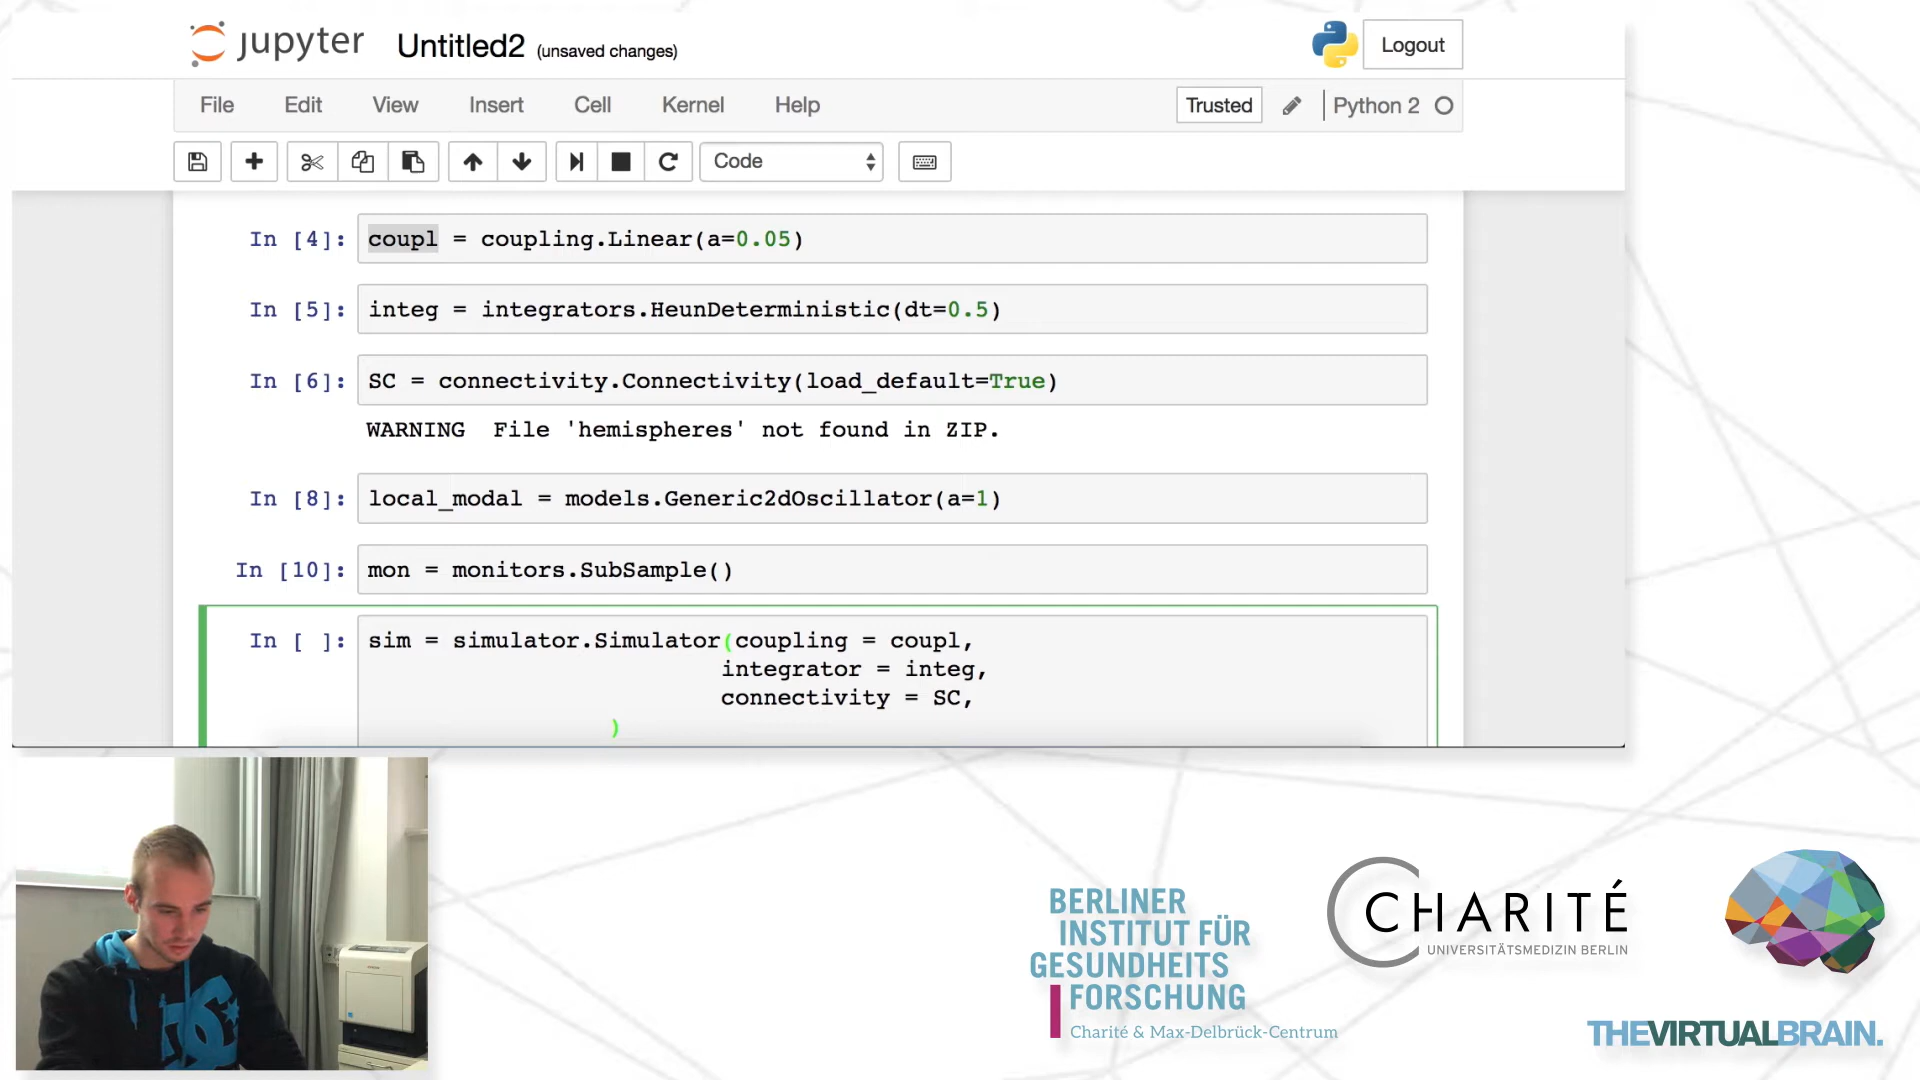 jupyter Untitled2 (unsaved changes) Logout
File Edit View Insert Cell Kernel Help Trusted Python 2
Code
In [4]: coupl = coupling.Linear(a=0.05)
In [5]: integ = integrators.HeunDeterministic(dt=0.5)
In [6]: SC = connectivity.Connectivity(load_default=True)
WARNING  File 'hemispheres' not found in ZIP.
In [8]: local_modal = models.Generic2dOscillator(a=1)
In [10]: mon = monitors.SubSample()
In [ ]: sim = simulator.Simulator(coupling = coupl,
integrator = integ,
connectivity = SC,
)
BERLINER
INSTITUT FÜR
GESUNDHEITS
FORSCHUNG
Charité & Max-Delbrück-Centrum
CHARITÉ
UNIVERSITÄTSMEDIZIN BERLIN
THEVIRTUALBRAIN.